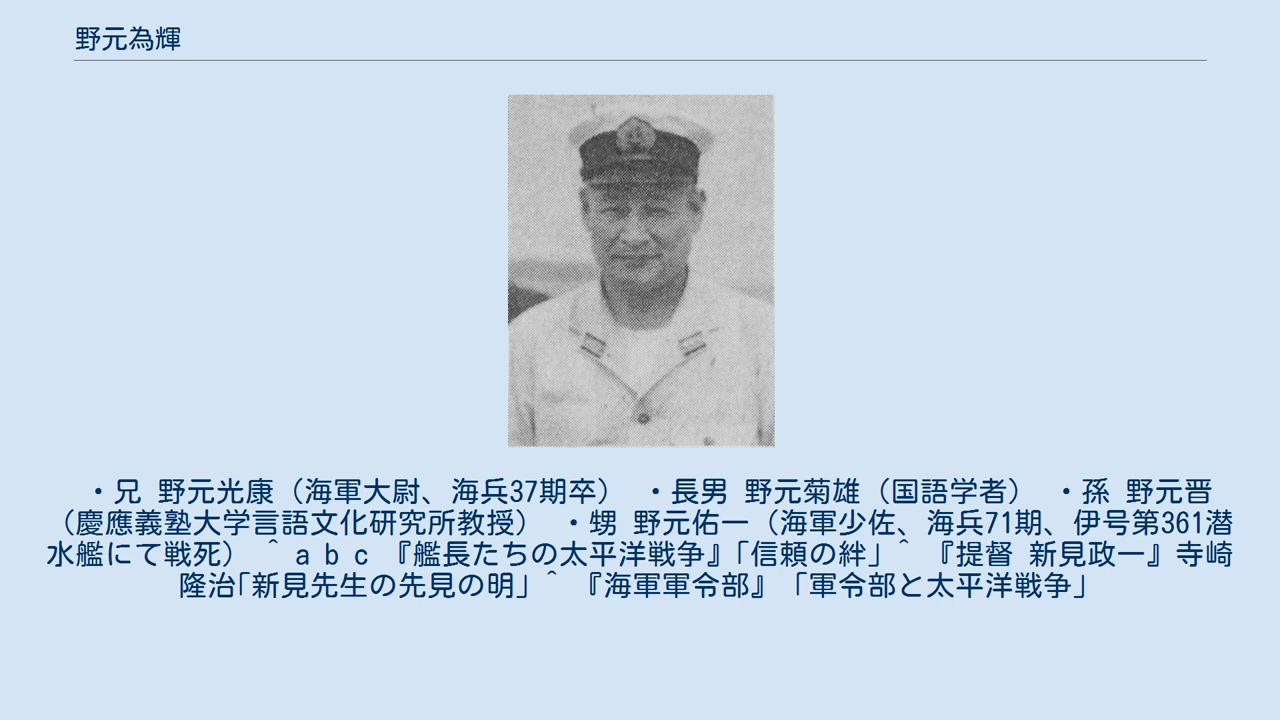 野元為輝
・兄 野元光康（海軍大尉、海兵37期卒） ・長男 野元菊雄（国語学者） ・孫 野元晋
（慶應義塾大学言語文化研究所教授） ・甥 野元佑一（海軍少佐、海兵71期、伊号第361潜
水艦にて戦死） ^ a b c 『艦長たちの太平洋戦争』「信頼の絆」^ 『提督 新見政一』寺崎
隆治「新見先生の先見の明」^ 『海軍軍令部』「軍令部と太平洋戦争」